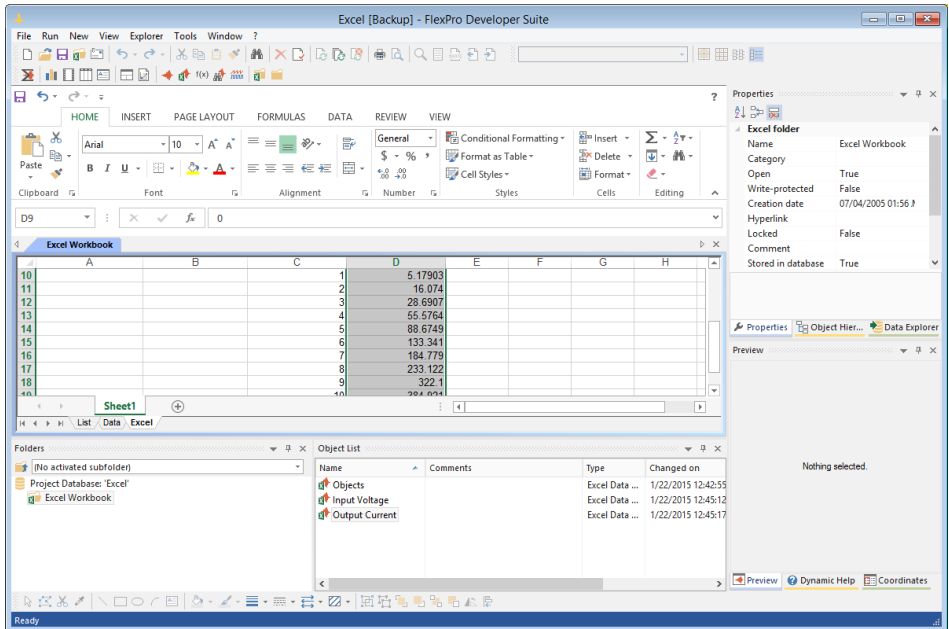 Excel [Backup] - FlexPro Developer Suite
File Run New View Explorer Tools Window ?
HOME INSERT PAGE LAYOUT FORMULAS DATA REVIEW VIEW
?
Paste
Arial 10
B I U
General
$ % ,
Conditional Formatting
Format as Table
Cell Styles
Insert
Delete
Format
Clipboard Font Alignment Number Styles Cells Editing
D9 fx 0
Excel Workbook
A B C D E F G H
10 1 5.17903
11 2 16.074
12 3 28.6907
13 4 55.5764
14 5 88.6749
15 6 133.341
16 7 184.779
17 8 233.122
18 9 322.1
19 10 384.921
Sheet1
List Data Excel
Properties
Excel folder
Name Excel Workbook
Category
Open True
Write-protected False
Creation date 07/04/2005 01:56
Hyperlink
Locked False
Comment
Stored in database True
Properties Object Hier... Data Explorer
Preview
Nothing selected.
Preview Dynamic Help Coordinates
Folders
(No activated subfolder)
Project Database: 'Excel'
Excel Workbook
Object List
Name Comments Type Changed on
Objects Excel Data ... 1/22/2015 12:42:55
Input Voltage Excel Data ... 1/22/2015 12:45:12
Output Current Excel Data ... 1/22/2015 12:45:17
Ready